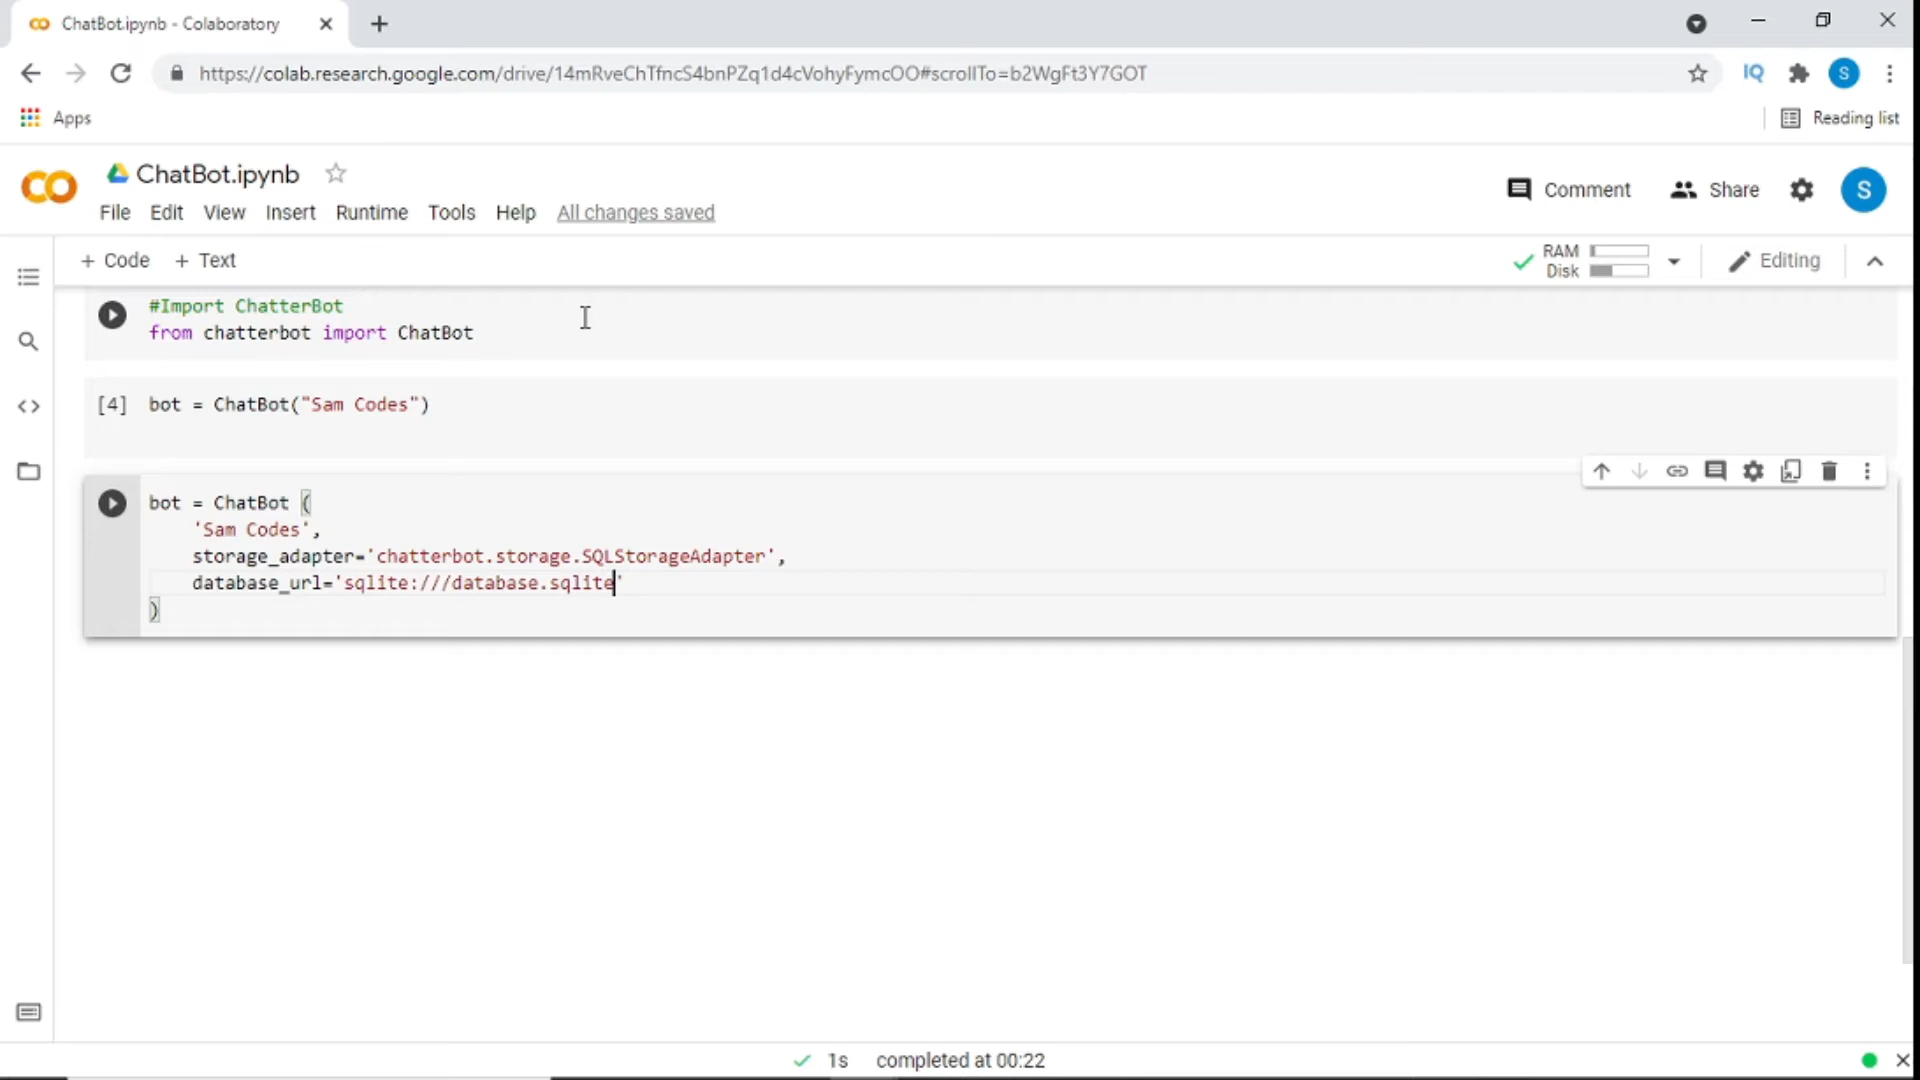 ChatBot.ipynb - Colaboratory
https://colab.research.google.com/drive/14mRveChTfncS4bnPZq1d4cVohyFymcOO#scrollTo=b2WgFt3Y7GOT
IQ
S
Apps
Reading list
CO
ChatBot.ipynb
Comment
Share
S
File Edit View Insert Runtime Tools Help All changes saved
+ Code + Text
RAM
Disk
Editing
#Import ChatterBot
from chatterbot import ChatBot
[4] bot = ChatBot("Sam Codes")
bot = ChatBot (
'Sam Codes',
storage_adapter='chatterbot.storage.SQLStorageAdapter',
database_url='sqlite:///database.sqlite'
)
1s completed at 00:22